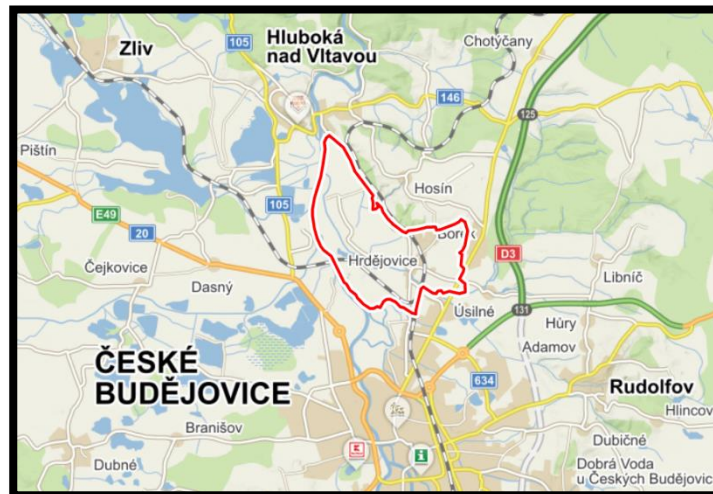 Chotýčany
Zliv
105
Hluboká
nad Vltavou
146
125
Pištín
Hosín
105
E49
20
Borek
D3
Hrdějovice
Čejkovice
Dasný
Libníč
Úsilné
131
Hůry
Adamov
ČESKÉ
BUDĚJOVICE
634
Rudolfov
Hlincov
Branišov
Dubičné
Dubné
Dobrá Voda
u Českých Budějovic